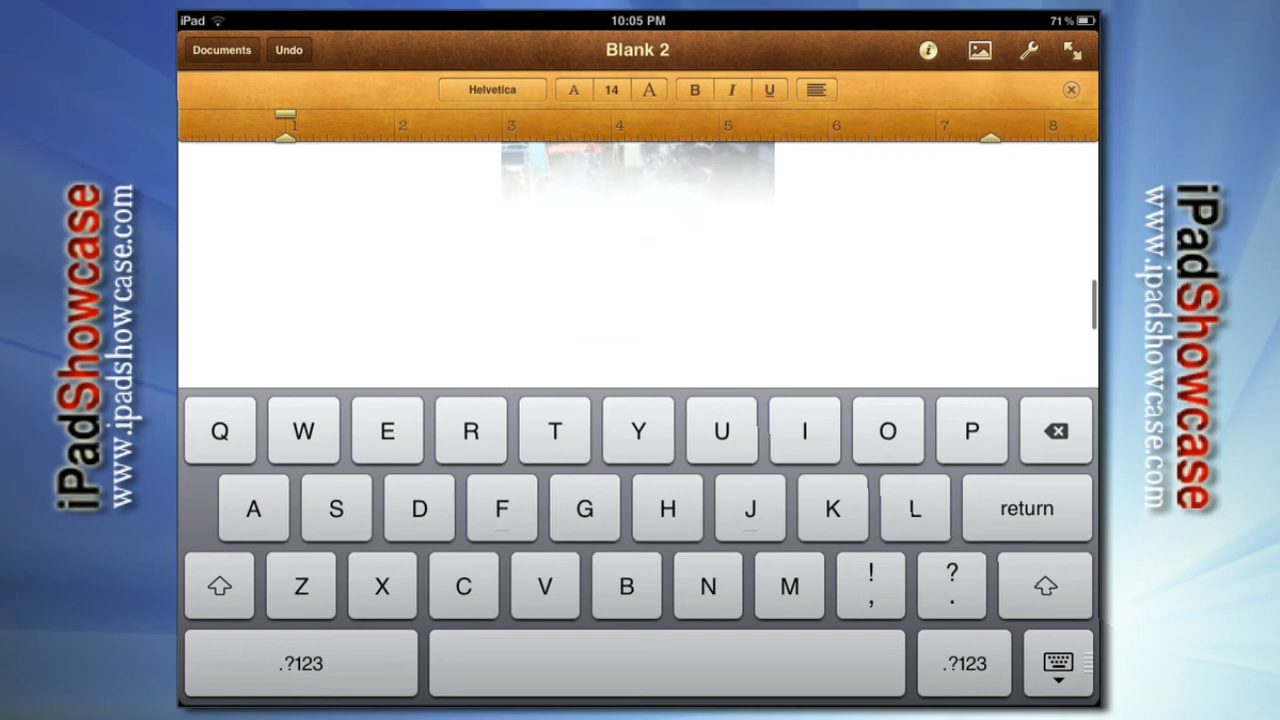 iPad 10:05 PM 71 %
Documents Undo Blank 2
Helvetica A 14 A B I U
1 2 3 4 5 6 7 8
Q W E R T Y U I O P
A S D F G H J K L return
Z X C V B N M ! , ? .
.?123 .?123
iPadShowcase
www.ipadshowcase.com
iPadShowcase
www.ipadshowcase.com